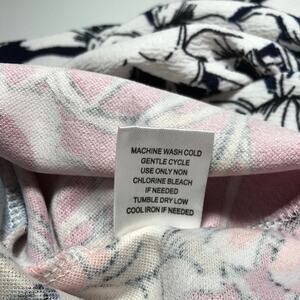 MACHINE WASH COLD
GENTLE CYCLE
USE ONLY NON
CHLORINE BLEACH
IF NEEDED
TUMBLE DRY LOW
COOL IRON IF NEEDED